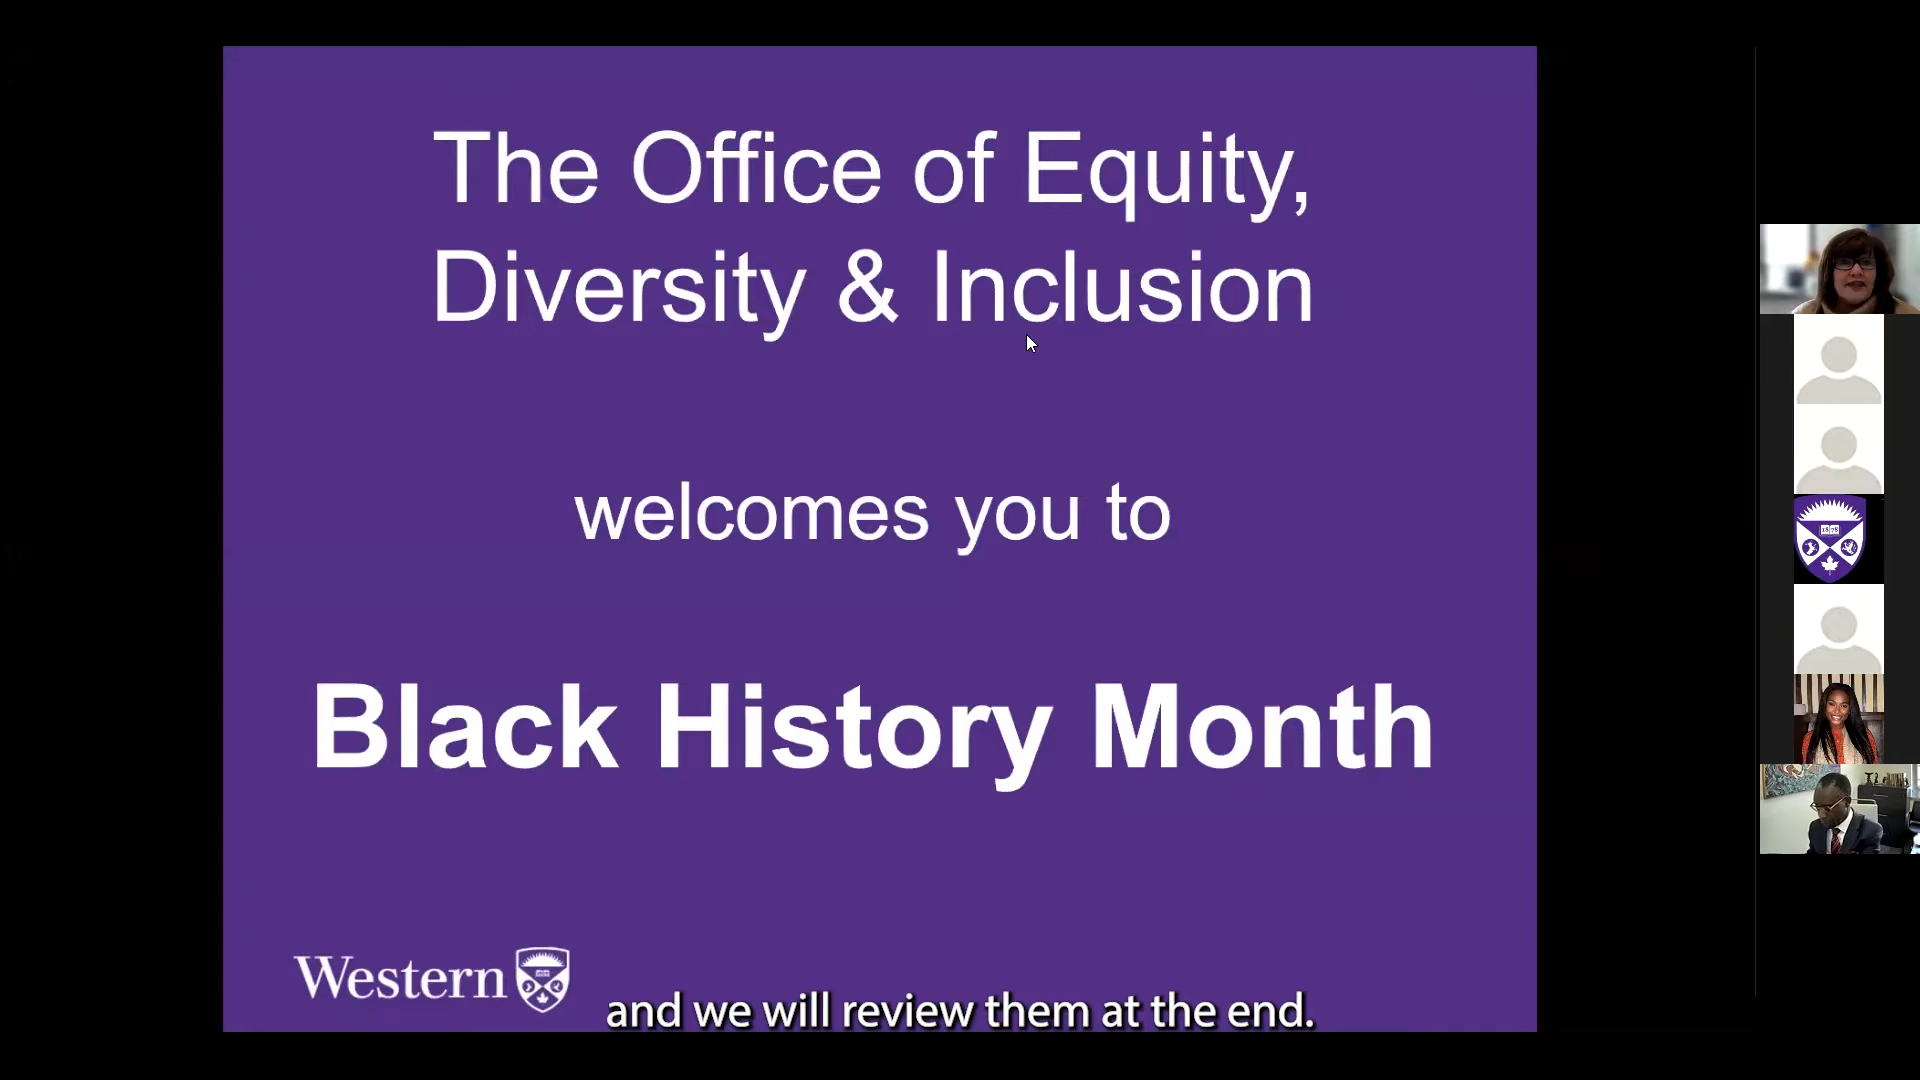 The Office of Equity,
Diversity & Inclusion
welcomes you to
Black History Month
Western
and we will review them at the end.
1878